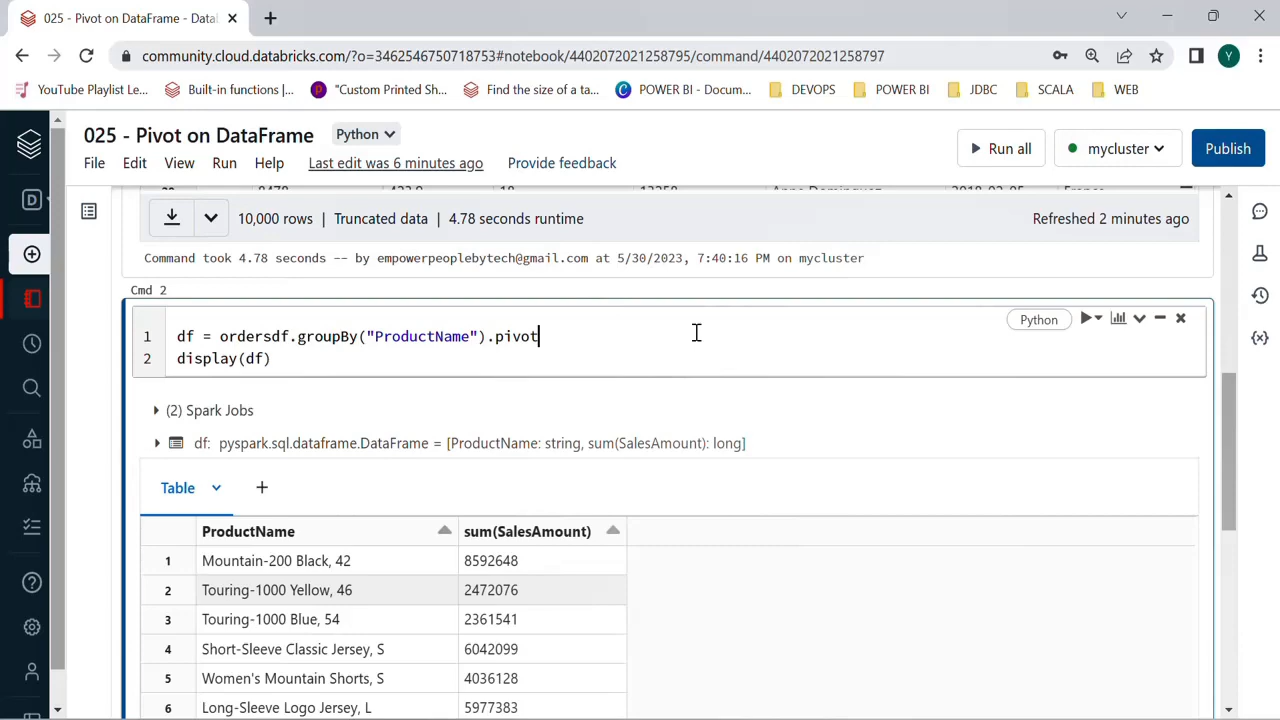 025 - Pivot on DataFrame - Data
community.cloud.databricks.com/?o=3462546750718753#notebook/4402072021258795/command/4402072021258797
Y
YouTube Playlist Le...
Built-in functions |...
"Custom Printed Sh...
Find the size of a ta...
POWER BI - Docum...
DEVOPS
POWER BI
JDBC
SCALA
WEB
025 - Pivot on DataFrame
Python
File Edit View Run Help Last edit was 6 minutes ago Provide feedback
Run all
mycluster
Publish
D
10,000 rows | Truncated data | 4.78 seconds runtime
Refreshed 2 minutes ago
Command took 4.78 seconds -- by empowerpeoplebytech@gmail.com at 5/30/2023, 7:40:16 PM on mycluster
Cmd 2
Python
1 df = ordersdf.groupBy("ProductName").pivot
2 display(df)
(2) Spark Jobs
df: pyspark.sql.dataframe.DataFrame = [ProductName: string, sum(SalesAmount): long]
Table +
ProductName sum(SalesAmount)
1 Mountain-200 Black, 42 8592648
2 Touring-1000 Yellow, 46 2472076
3 Touring-1000 Blue, 54 2361541
4 Short-Sleeve Classic Jersey, S 6042099
5 Women's Mountain Shorts, S 4036128
6 Long-Sleeve Logo Jersey, L 5977383